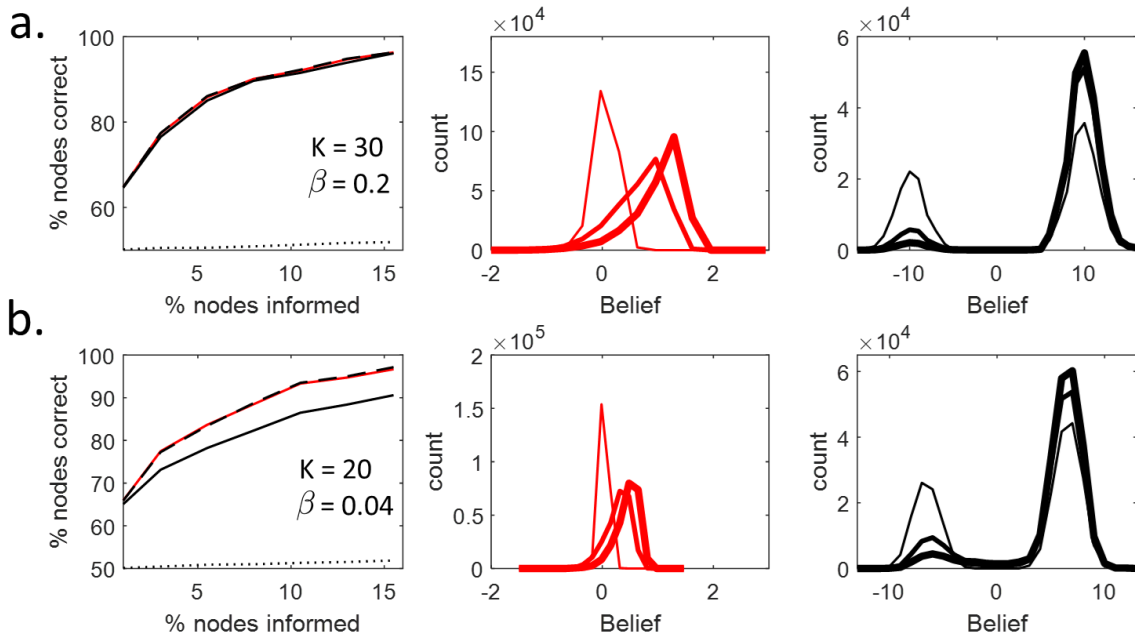 a.
100
80
60
% nodes correct
5
10
15
% nodes informed
K = 30
β = 0.2
×10⁴
15
10
5
0
count
-2
0
2
Belief
×10⁴
6
4
2
0
count
-10
0
10
Belief
b.
100
90
80
70
60
50
% nodes correct
5
10
15
% nodes informed
K = 20
β = 0.04
×10⁵
2
1.5
1
0.5
0
count
-2
0
2
Belief
×10⁴
6
4
2
0
count
-10
0
10
Belief